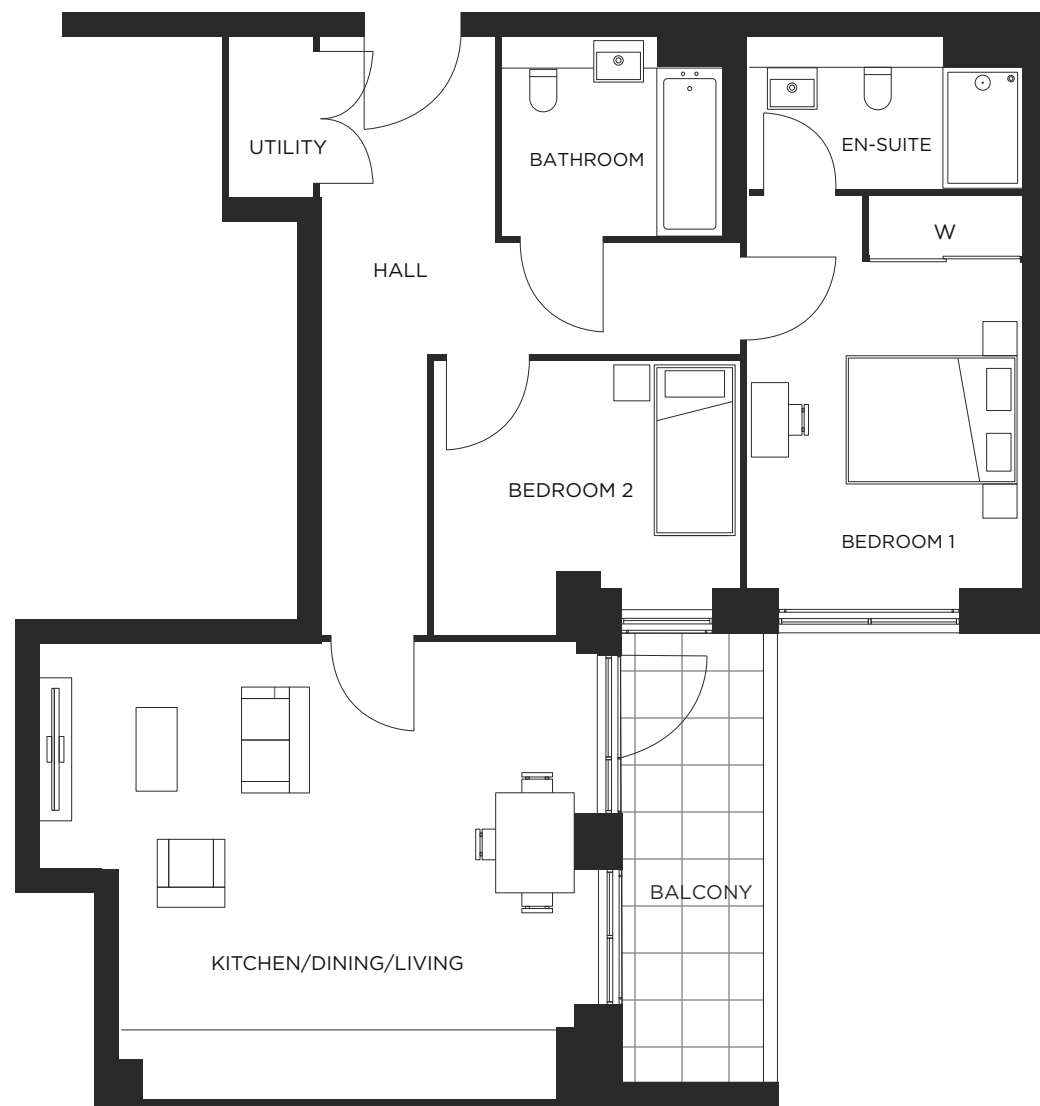 UTILITY
BATHROOM
EN-SUITE
W
HALL
BEDROOM 2
BEDROOM 1
BALCONY
KITCHEN/DINING/LIVING